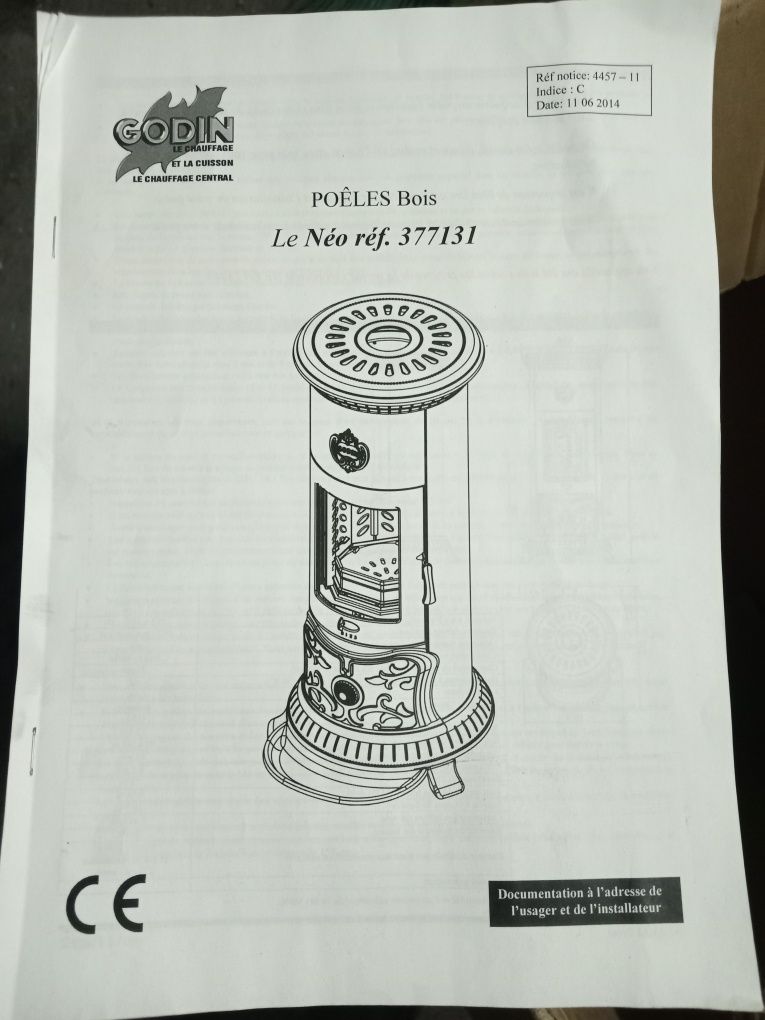 Réf notice: 4457 – 11
Indice : C
Date: 11 06 2014
GODIN
LE CHAUFFAGE
ET LA CUISSON
LE CHAUFFAGE CENTRAL
POÊLES Bois
Le Néo réf. 377131
CE
Documentation à l'adresse de
l'usager et de l'installateur